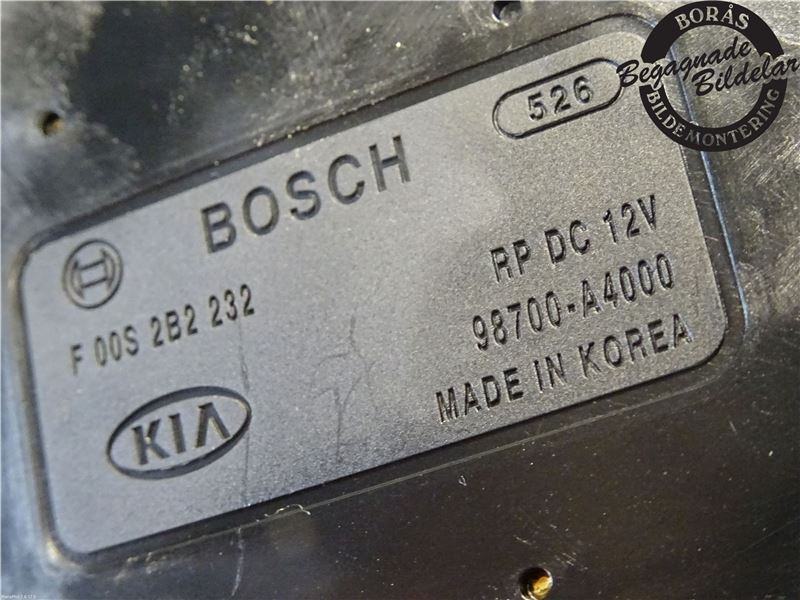 BORÅS
Begagnade
Bildelar
BILDEMONTERING
526
BOSCH
RP DC 12V
F 00S 2B2 232
98700-A4000
KIA
MADE IN KOREA